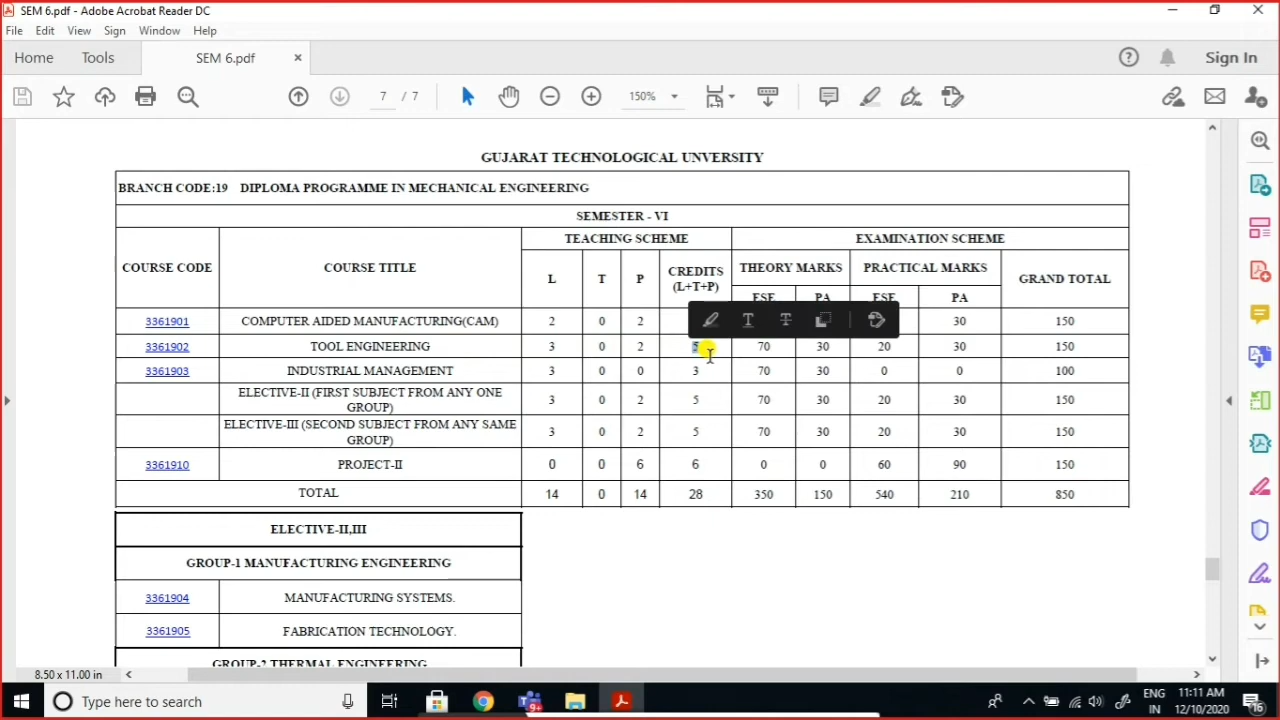 SEM 6.pdf - Adobe Acrobat Reader DC
File Edit View Sign Window Help
Home Tools SEM 6.pdf × Sign In
7 / 7 150%
GUJARAT TECHNOLOGICAL UNVERSITY
BRANCH CODE:19 DIPLOMA PROGRAMME IN MECHANICAL ENGINEERING
SEMESTER - VI
TEACHING SCHEME EXAMINATION SCHEME
COURSE CODE COURSE TITLE L T P CREDITS (L+T+P) THEORY MARKS PRACTICAL MARKS GRAND TOTAL
ESE PA ESE PA
3361901 COMPUTER AIDED MANUFACTURING(CAM) 2 0 2 30 150
3361902 TOOL ENGINEERING 3 0 2 5 70 30 20 30 150
3361903 INDUSTRIAL MANAGEMENT 3 0 0 3 70 30 0 0 100
ELECTIVE-II (FIRST SUBJECT FROM ANY ONE
GROUP) 3 0 2 5 70 30 20 30 150
ELECTIVE-III (SECOND SUBJECT FROM ANY SAME
GROUP) 3 0 2 5 70 30 20 30 150
3361910 PROJECT-II 0 0 6 6 0 0 60 90 150
TOTAL 14 0 14 28 350 150 540 210 850
ELECTIVE-II,III
GROUP-1 MANUFACTURING ENGINEERING
3361904 MANUFACTURING SYSTEMS.
3361905 FABRICATION TECHNOLOGY.
GROUP-2 THERMAL ENGINEERING
8.50 x 11.00 in
Type here to search
ENG 11:11 AM
IN 12/10/2020 16